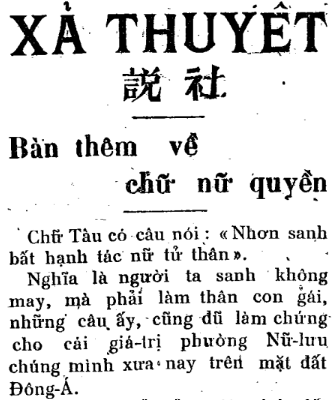 XẢ THUYẾT
説社
Bàn thêm về
chữ nữ quyền
Chữ Tầu có câu nói : «Nhơn sanh
bất hạnh tác nữ tử thân».
Nghĩa là người ta sanh không
may, mà phải làm thân con gái,
những câu ấy, cũng đủ làm chứng
cho cái giá-trị phường Nữ-lưu
chúng mình xưa nay trên mặt đất
Đông-Á.